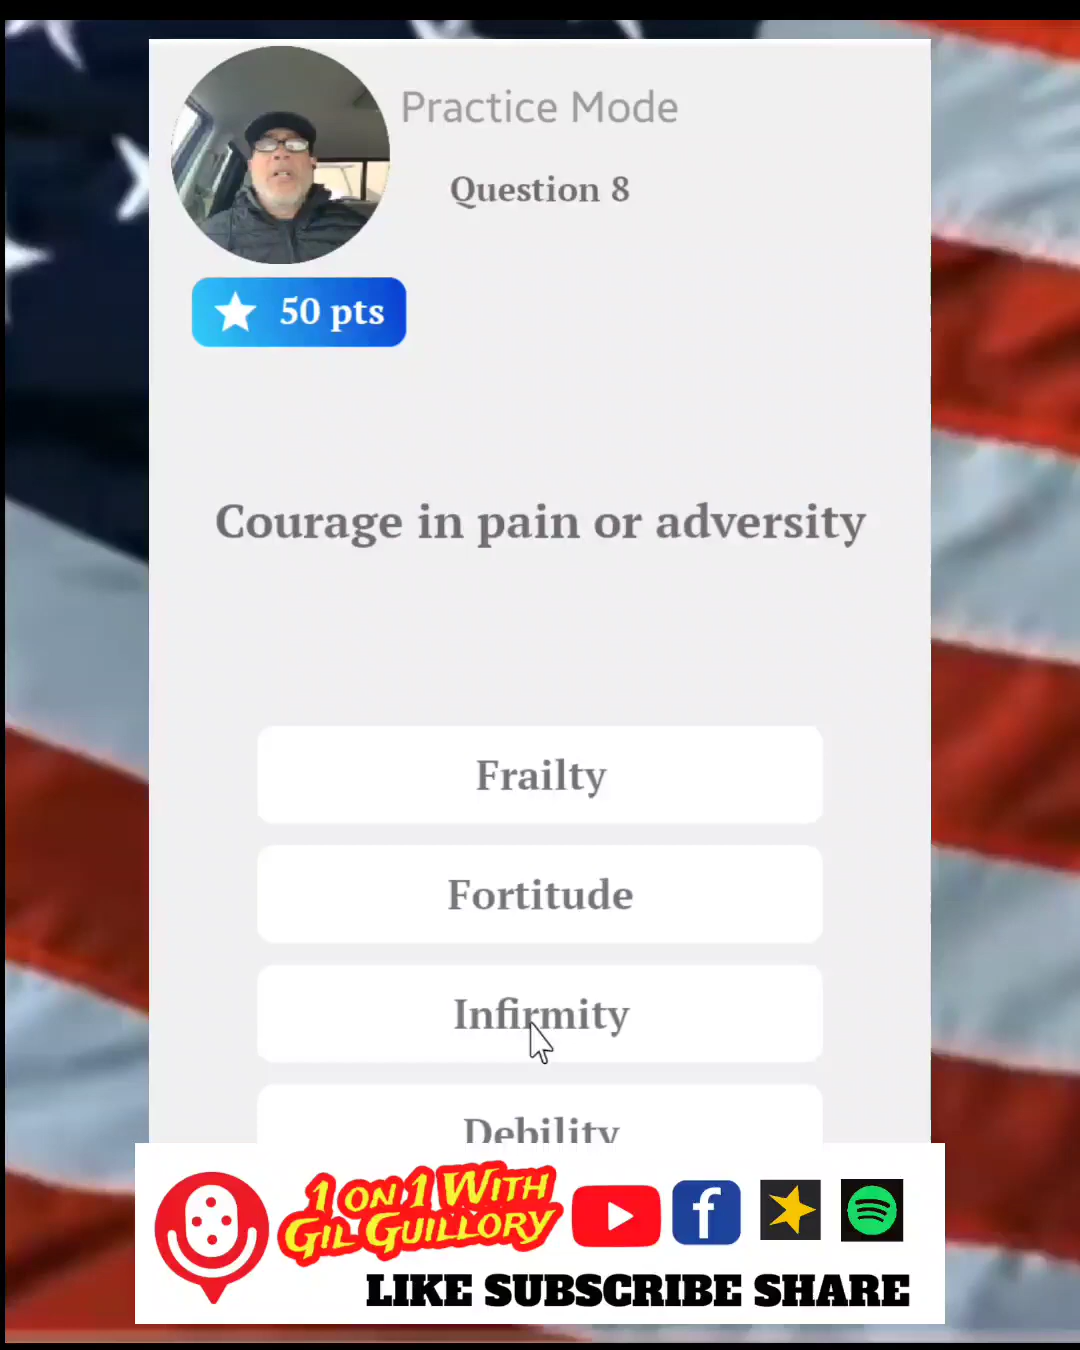 Practice Mode
Question 8
50 pts
Courage in pain or adversity
Frailty
Fortitude
Infirmity
Debility
1 ON 1 WITH
GIL GUILLORY
LIKE SUBSCRIBE SHARE